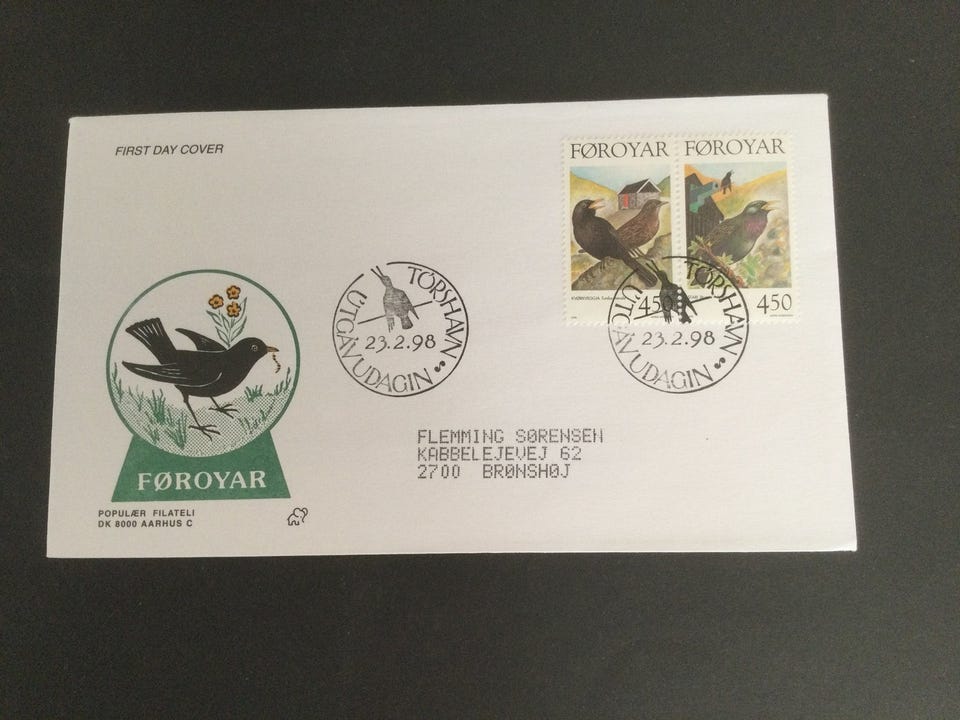 FIRST DAY COVER
FØROYAR FØROYAR
450
450
TÓRSHAVN
23.2.98
ÚTGÁVUDAGIN
TÓRSHAVN
23.2.98
ÚTGÁVUDAGIN
FLEMMING SØRENSEN
KABBELEJEVEJ 62
2700 BRØNSHØJ
FØROYAR
POPULÆR FILATELI
DK 8000 AARHUS C